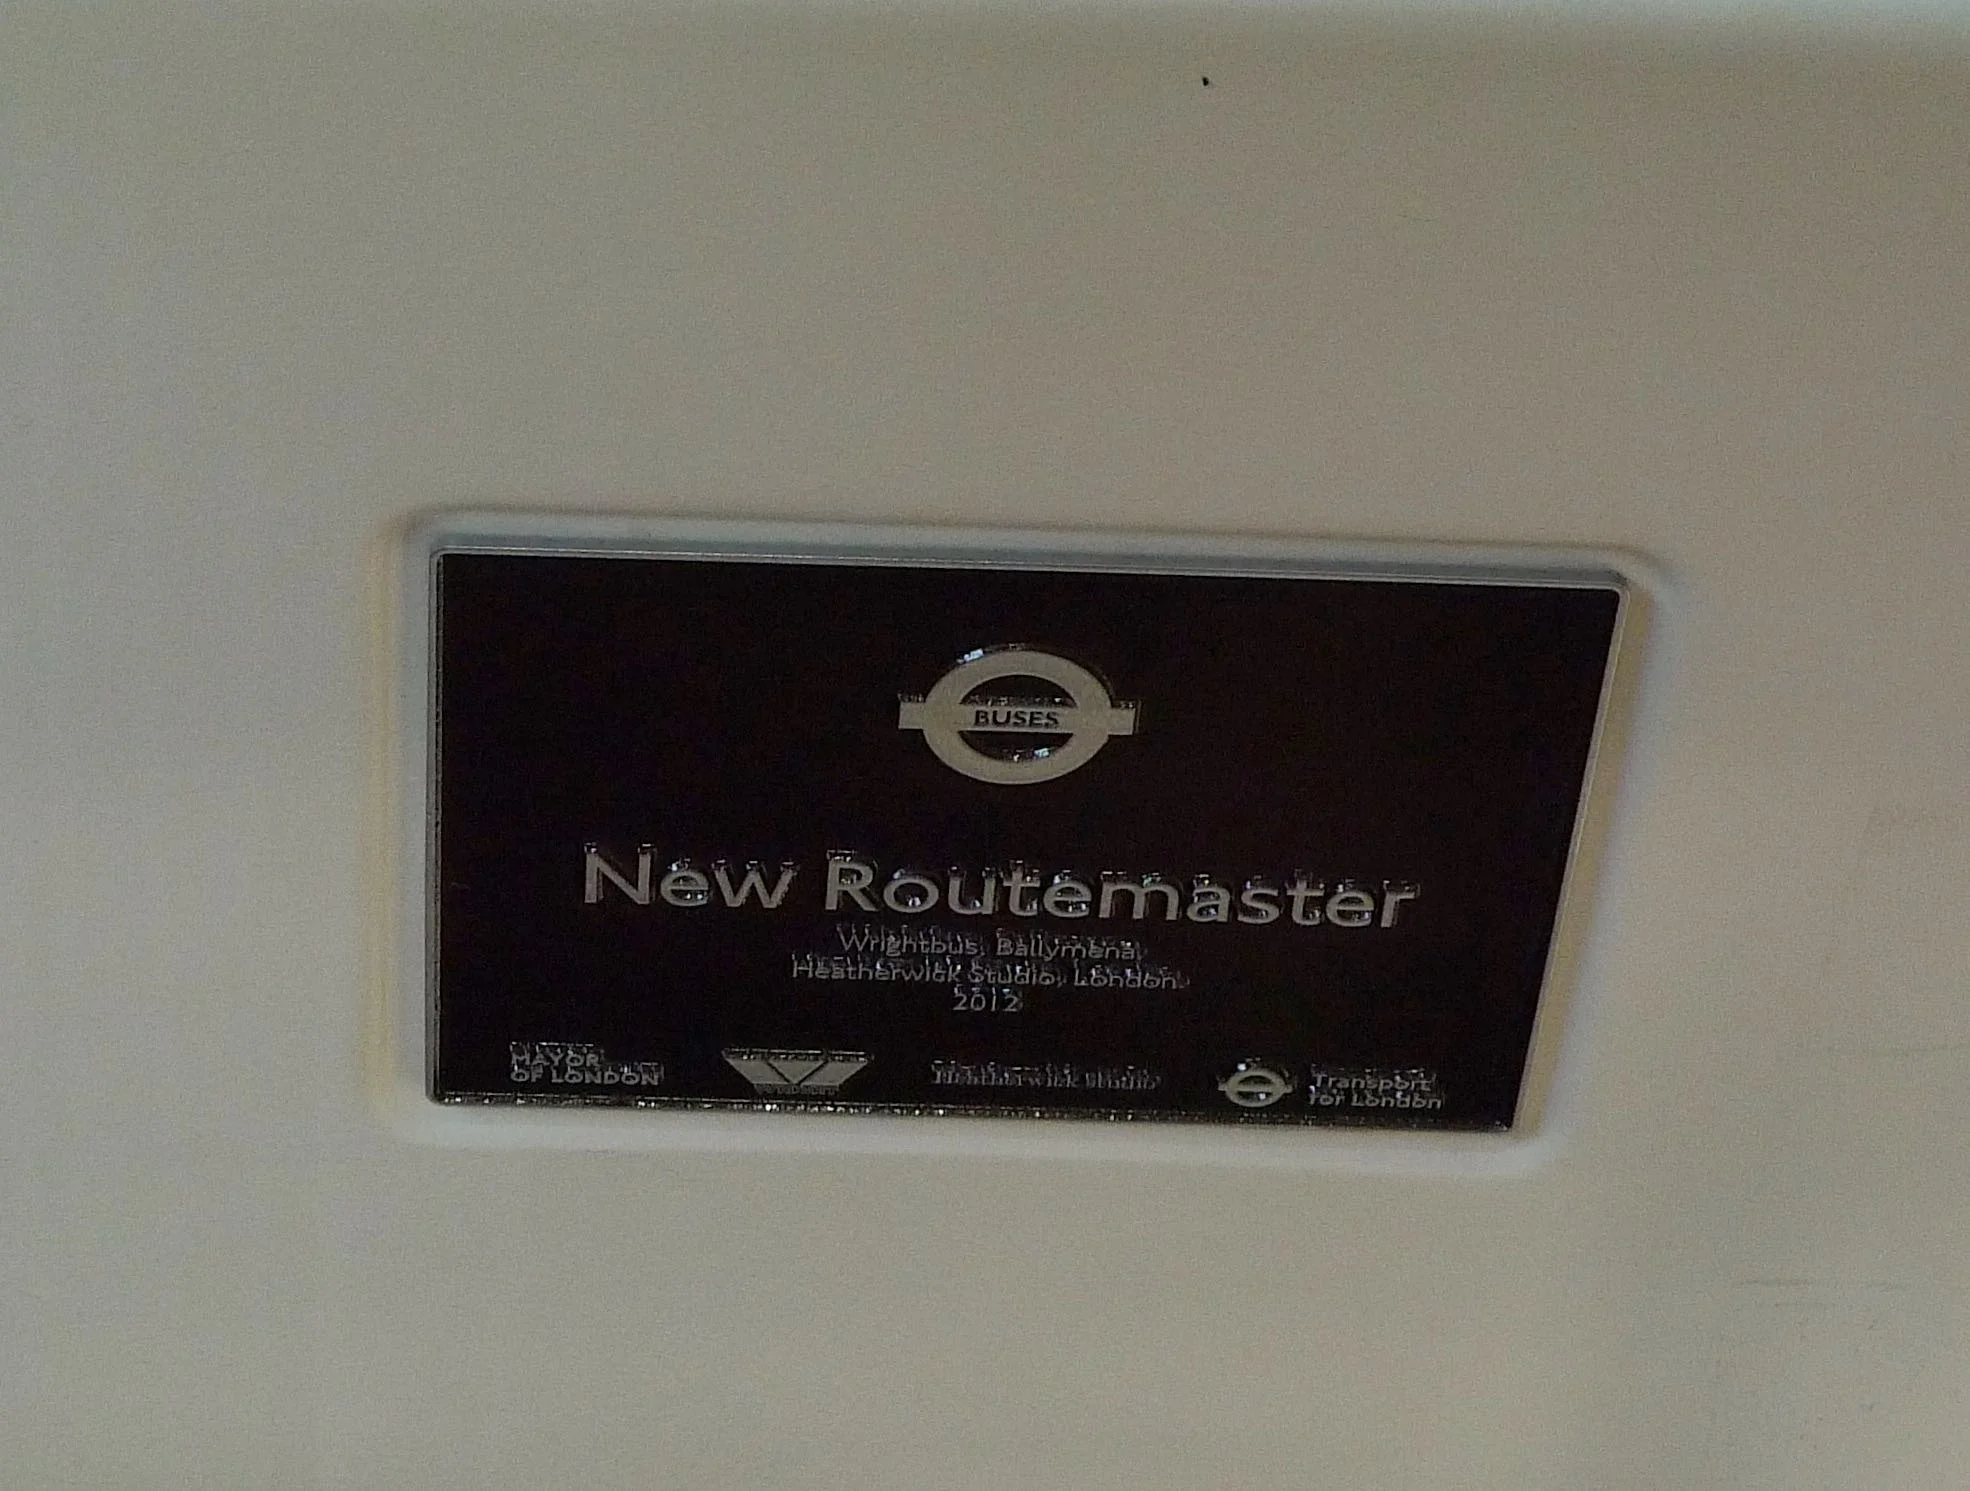 BUSES
New Routemaster
Wrightbus, Ballymena
Heatherwick Studio, London
2012
MAYOR
OF LONDON
Heatherwick Studio
Transport
for London